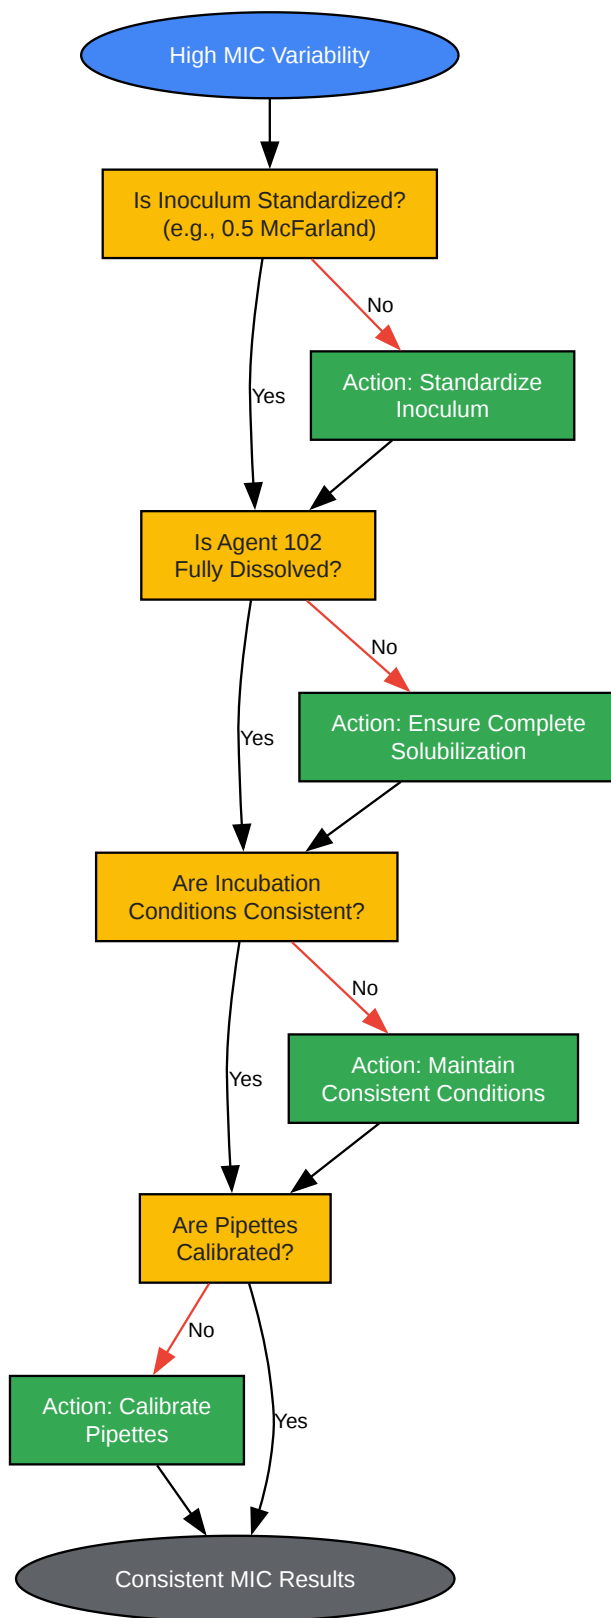 High MIC Variability
Is Inoculum Standardized?
(e.g., 0.5 McFarland)
No
Yes
Action: Standardize
Inoculum
Is Agent 102
Fully Dissolved?
No
Yes
Action: Ensure Complete
Solubilization
Are Incubation
Conditions Consistent?
No
Yes
Action: Maintain
Consistent Conditions
Are Pipettes
Calibrated?
No
Yes
Action: Calibrate
Pipettes
Consistent MIC Results